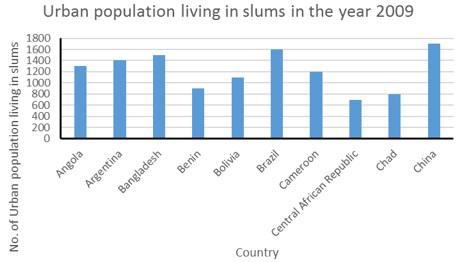 Urban population living in slums in the year 2009
No. of Urban population living in slums
1800
1600
1400
1200
1000
800
600
400
200
0
Angola
Argentina
Bangladesh
Benin
Bolivia
Brazil
Cameroon
Central African Republic
Chad
China
Country